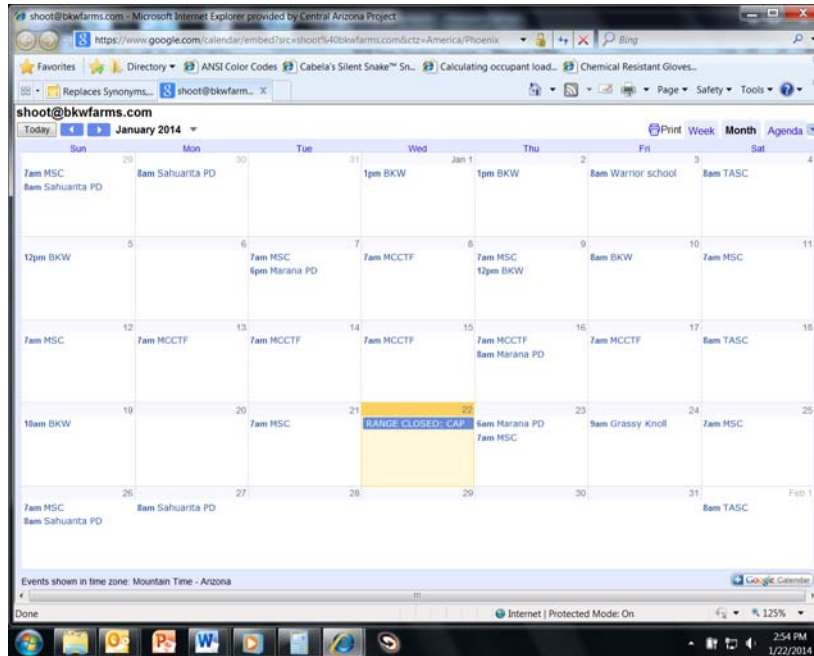 shoot@bkwfarms.com - Microsoft Internet Explorer provided by Central Arizona Project
https://www.google.com/calendar/embed?src=shoot%40bkwfarms.com&ctz=America/Phoenix Bing
Favorites Directory ANSI Color Codes Cabela's Silent Snake™ Sn... Calculating occupant load... Chemical Resistant Gloves...
Replaces Synonyms,... shoot@bkwfarm... X Page Safety Tools
shoot@bkwfarms.com
Today January 2014 Print Week Month Agenda
Sun Mon Tue Wed Thu Fri Sat
29 30 31 Jan 1 2 3 4
7am MSC 8am Sahuarita PD 1pm BKW 1pm BKW 8am Warrior school 8am TASC
8am Sahuarita PD
5 6 7 8 9 10 11
12pm BKW 7am MSC 7am MCCTF 7am MSC 8am BKW 7am MSC
6pm Marana PD 12pm BKW
12 13 14 15 16 17 18
7am MSC 7am MCCTF 7am MCCTF 7am MCCTF 7am MCCTF 7am MCCTF 8am TASC
8am Marana PD
19 20 21 22 23 24 25
10am BKW 7am MSC RANGE CLOSED: CAP 6am Marana PD 9am Grassy Knoll 7am MSC
7am MSC
26 27 28 29 30 31 Feb 1
7am MSC 8am Sahuarita PD 8am TASC
8am Sahuarita PD
Events shown in time zone: Mountain Time - Arizona Google Calendar
Done Internet | Protected Mode: On 125%
2:54 PM
1/22/2014